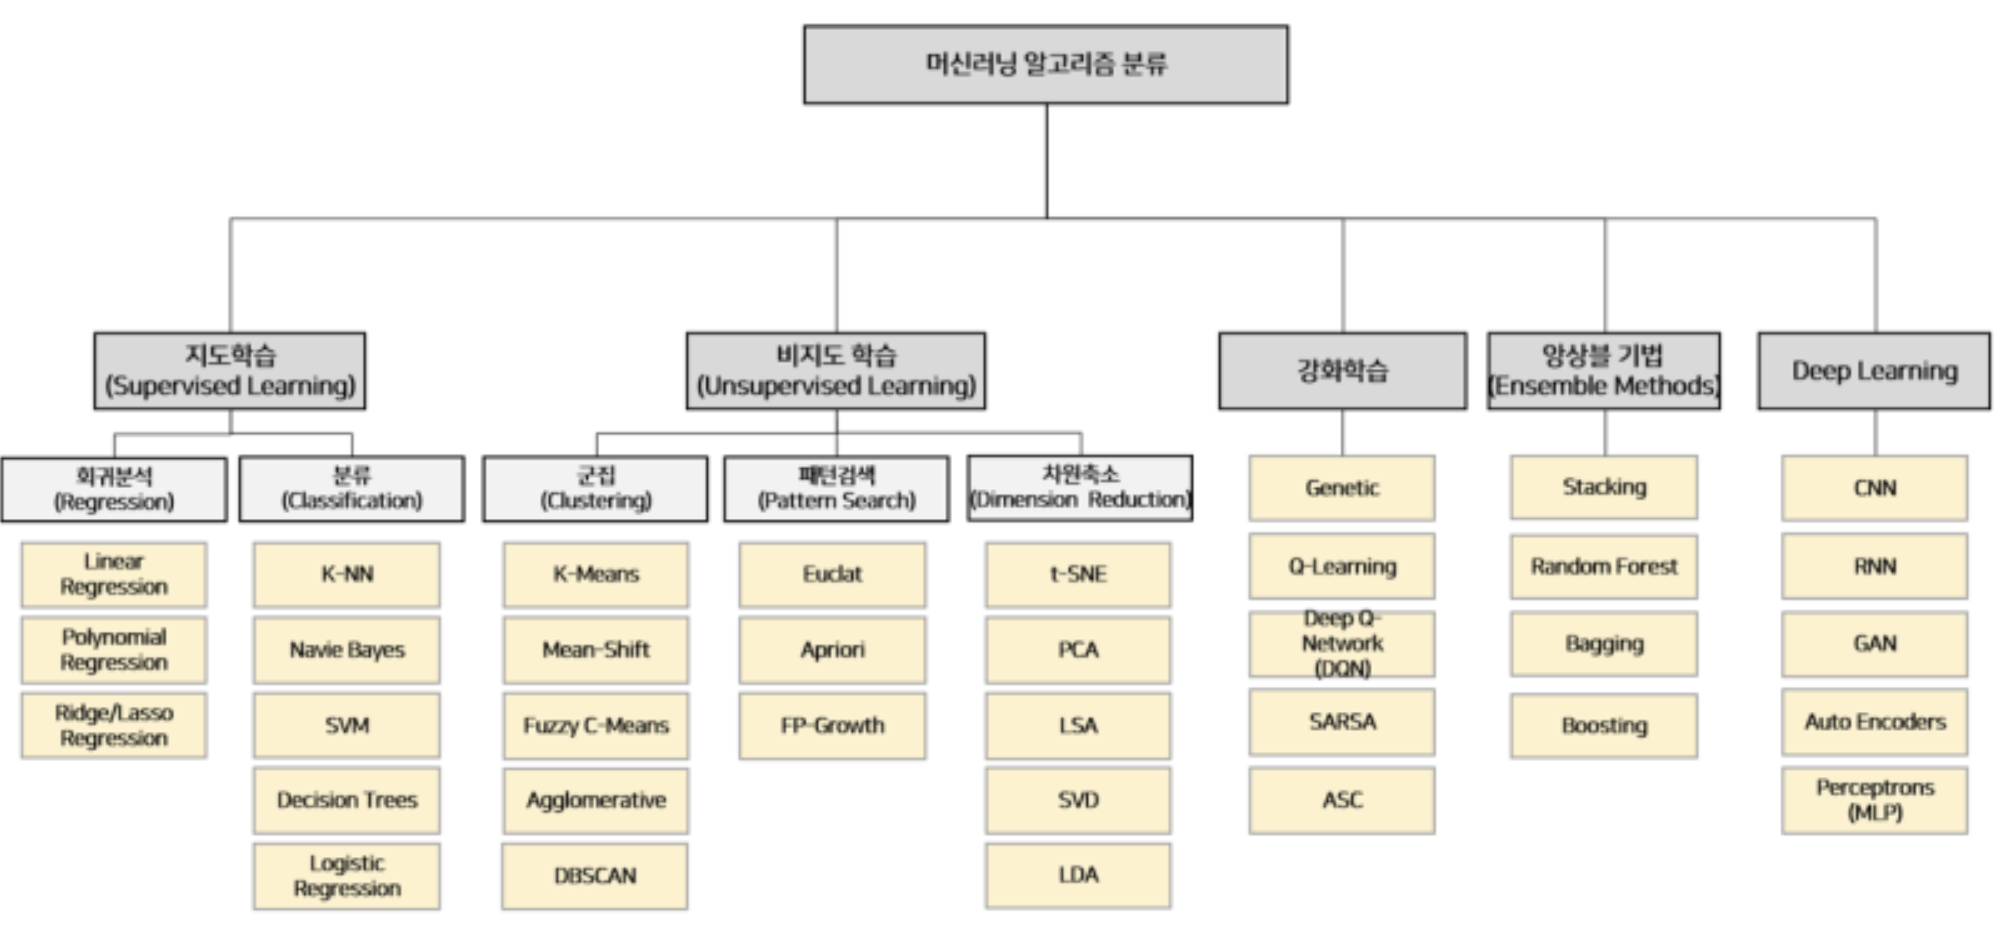 머신러닝 알고리즘 분류
지도학습
(Supervised Learning)
비지도 학습
(Unsupervised Learning)
강화학습
앙상블 기법
(Ensemble Methods)
Deep Learning
회귀분석
(Regression)
분류
(Classification)
군집
(Clustering)
패턴검색
(Pattern Search)
차원축소
(Dimension Reduction)
Linear
Regression
Polynomial
Regression
Ridge/Lasso
Regression
K-NN
Navie Bayes
SVM
Decision Trees
Logistic
Regression
K-Means
Mean-Shift
Fuzzy C-Means
Agglomerative
DBSCAN
Euclat
Apriori
FP-Growth
t-SNE
PCA
LSA
SVD
LDA
Genetic
Q-Learning
Deep Q-
Network
(DQN)
SARSA
ASC
Stacking
Random Forest
Bagging
Boosting
CNN
RNN
GAN
Auto Encoders
Perceptrons
(MLP)